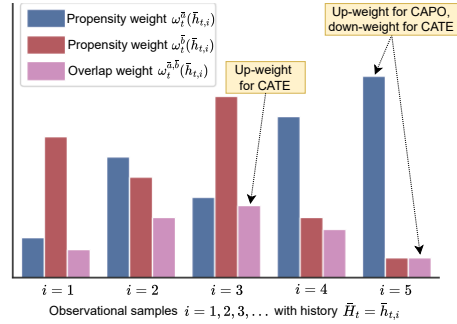 Propensity weight ω_t^ā(h̄_{t,i})
Propensity weight ω_t^b̄(h̄_{t,i})
Overlap weight ω_t^{ā,b̄}(h̄_{t,i})
Up-weight for CAPO,
down-weight for CATE
Up-weight
for CATE
i = 1
i = 2
i = 3
i = 4
i = 5
Observational samples i = 1, 2, 3, … with history H̄_t = h̄_{t,i}